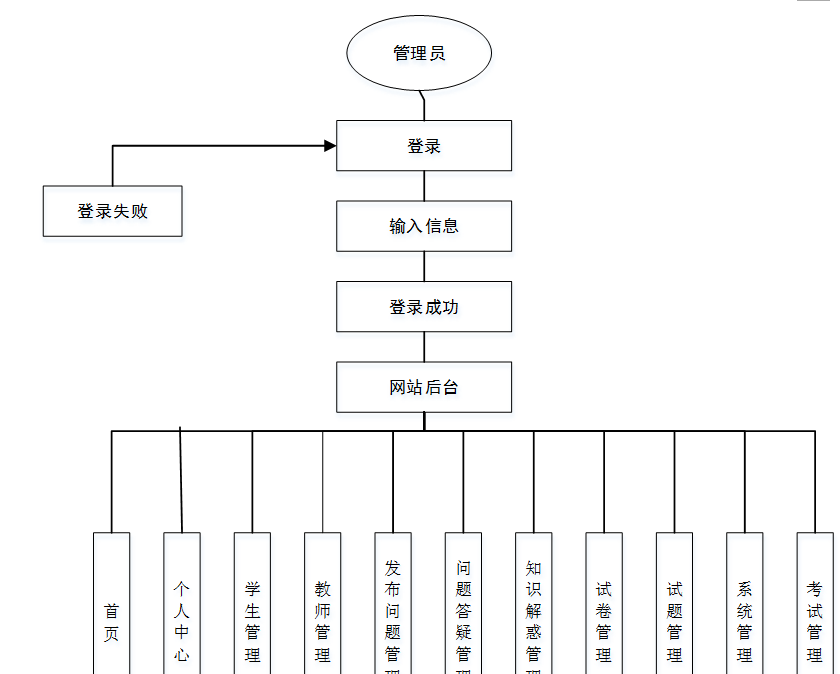 管理员
登录
登录失败
输入信息
登录成功
网站后台
首页
个人中心
学生管理
教师管理
发布问题管理
问题答疑管理
知识解惑管理
试卷管理
试题管理
系统管理
考试管理